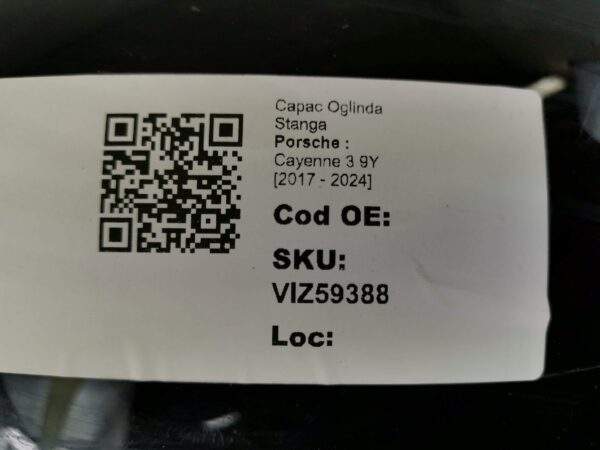 Capac Oglinda
Stanga
Porsche :
Cayenne 3 9Y
[2017 - 2024]
Cod OE:
SKU:
VIZ59388
Loc: